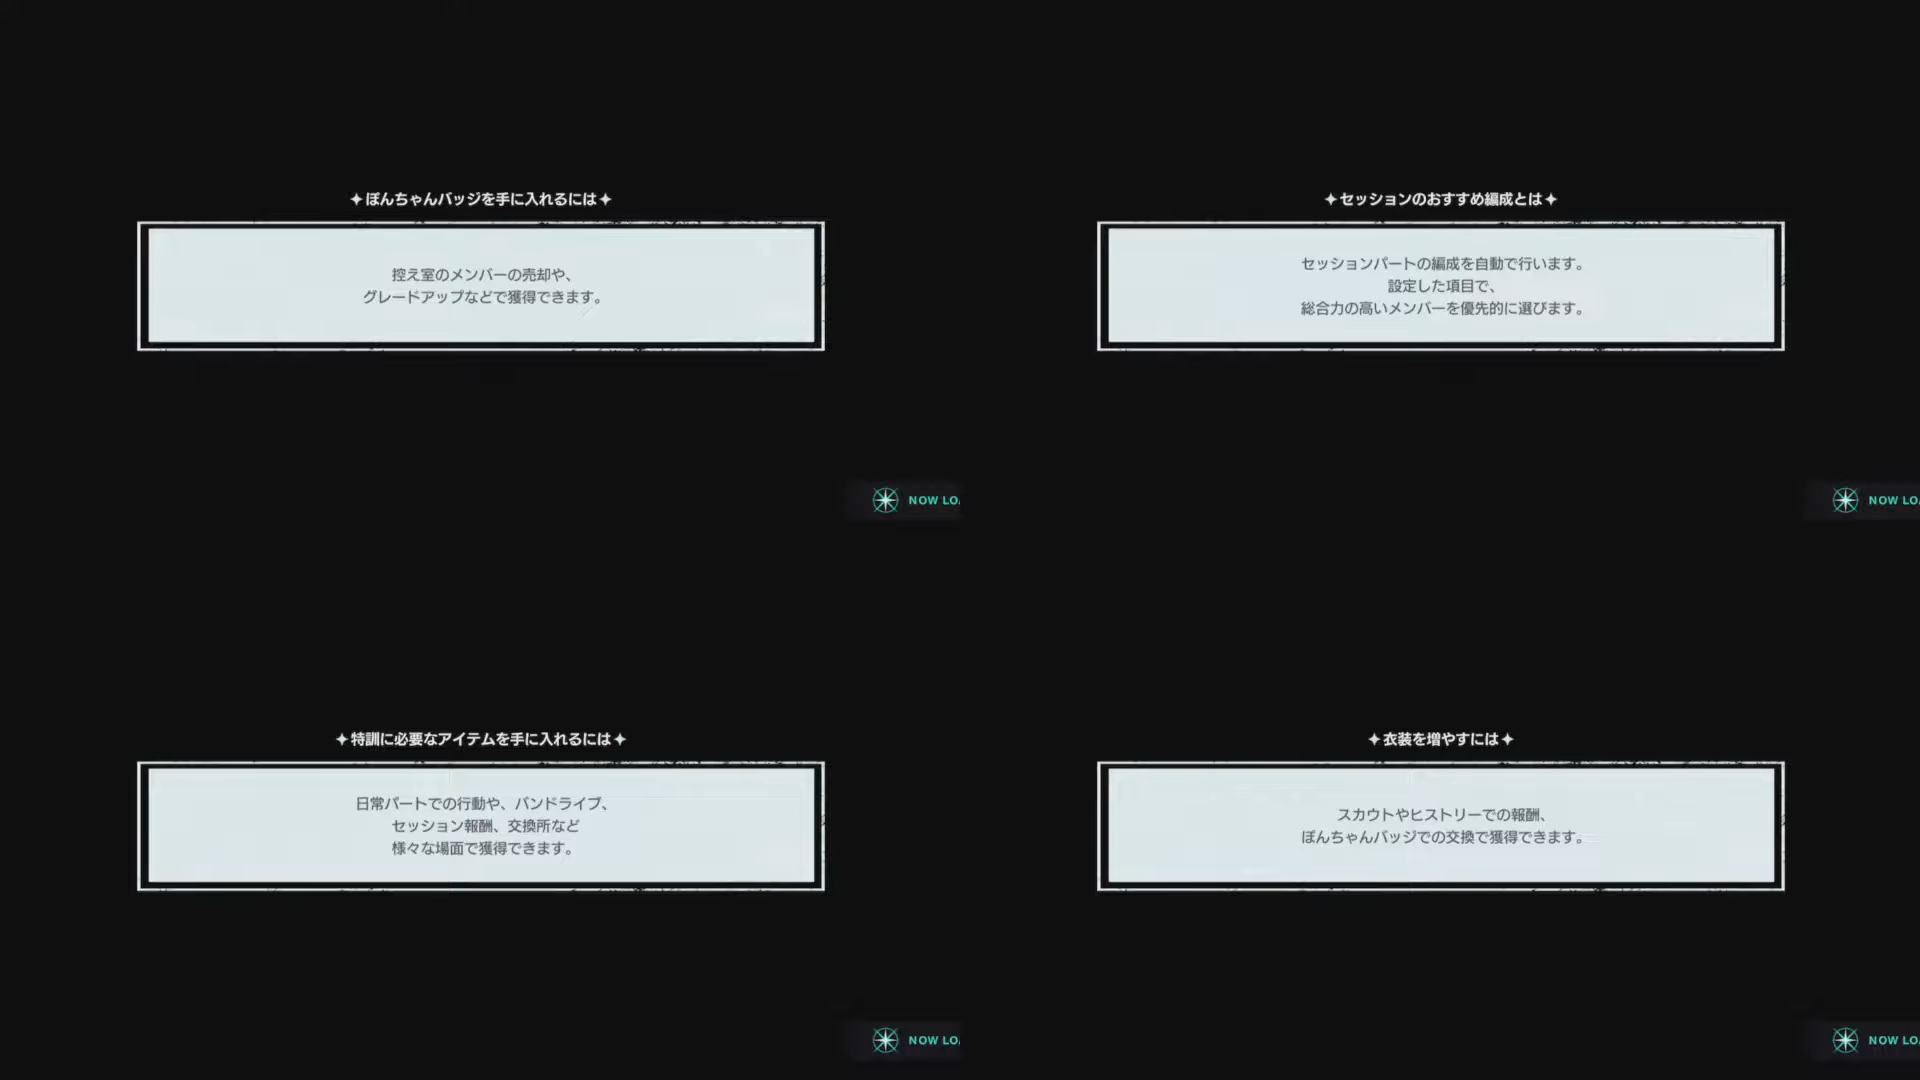 ✦ぽんちゃんバッジを手に入れるには✦
控え室のメンバーの売却や、
グレードアップなどで獲得できます。
NOW LO
✦セッションのおすすめ編成とは✦
セッションパートの編成を自動で行います。
設定した項目で、
総合力の高いメンバーを優先的に選びます。
NOW LO
✦特訓に必要なアイテムを手に入れるには✦
日常パートでの行動や、バンドライブ、
セッション報酬、交換所など
様々な場面で獲得できます。
NOW LO
✦衣装を増やすには✦
スカウトやヒストリーでの報酬、
ぽんちゃんバッジでの交換で獲得できます。
NOW LO